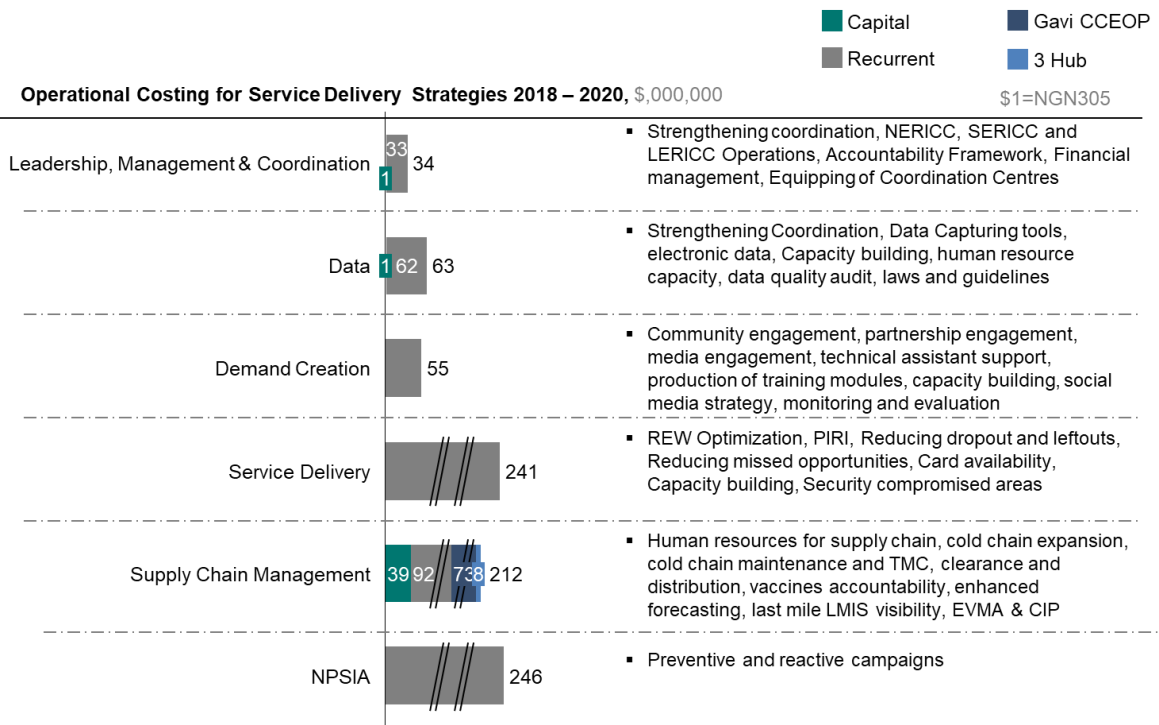 Capital
Gavi CCEOP
Recurrent
3 Hub
Operational Costing for Service Delivery Strategies 2018 – 2020, $,000,000
$1=NGN305
Leadership, Management & Coordination
33
1
34
▪ Strengthening coordination, NERICC, SERICC and
LERICC Operations, Accountability Framework, Financial
management, Equipping of Coordination Centres
Data
1
62
63
▪ Strengthening Coordination, Data Capturing tools,
electronic data, Capacity building, human resource
capacity, data quality audit, laws and guidelines
Demand Creation
55
▪ Community engagement, partnership engagement,
media engagement, technical assistant support,
production of training modules, capacity building, social
media strategy, monitoring and evaluation
Service Delivery
241
▪ REW Optimization, PIRI, Reducing dropout and leftouts,
Reducing missed opportunities, Card availability,
Capacity building, Security compromised areas
Supply Chain Management
39
92
73
8
212
▪ Human resources for supply chain, cold chain expansion,
cold chain maintenance and TMC, clearance and
distribution, vaccines accountability, enhanced
forecasting, last mile LMIS visibility, EVMA & CIP
NPSIA
246
▪ Preventive and reactive campaigns